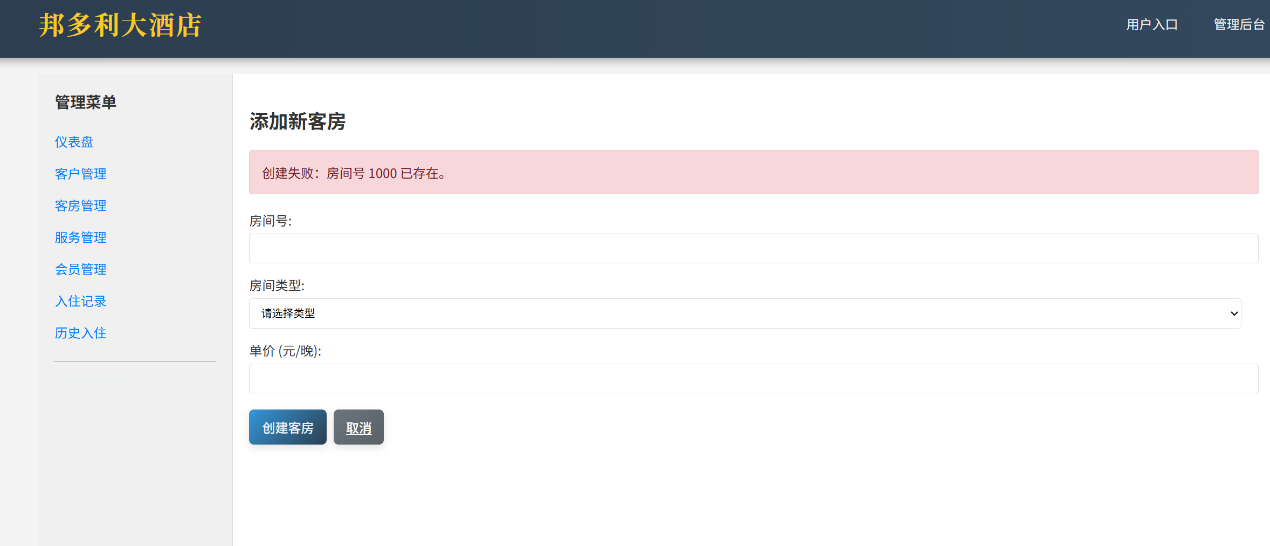 邦多利大酒店
用户入口 管理后台
管理菜单
仪表盘
客户管理
客房管理
服务管理
会员管理
入住记录
历史入住
添加新客房
创建失败：房间号 1000 已存在。
房间号:
房间类型:
请选择类型
单价 (元/晚):
创建客房 取消